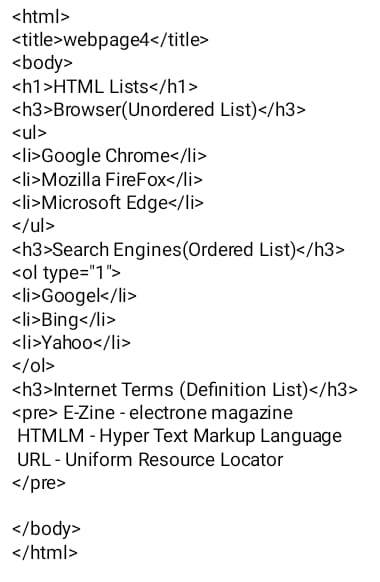 <html>
<title>webpage4</title>
<body>
<h1>HTML Lists</h1>
<h3>Browser(Unordered List)</h3>
<ul>
<li>Google Chrome</li>
<li>Mozilla FireFox</li>
<li>Microsoft Edge</li>
</ul>
<h3>Search Engines(Ordered List)</h3>
<ol type="1">
<li>Googel</li>
<li>Bing</li>
<li>Yahoo</li>
</ol>
<h3>Internet Terms (Definition List)</h3>
<pre> E-Zine - electrone magazine
 HTMLM - Hyper Text Markup Language
 URL - Uniform Resource Locator
</pre>

</body>
</html>